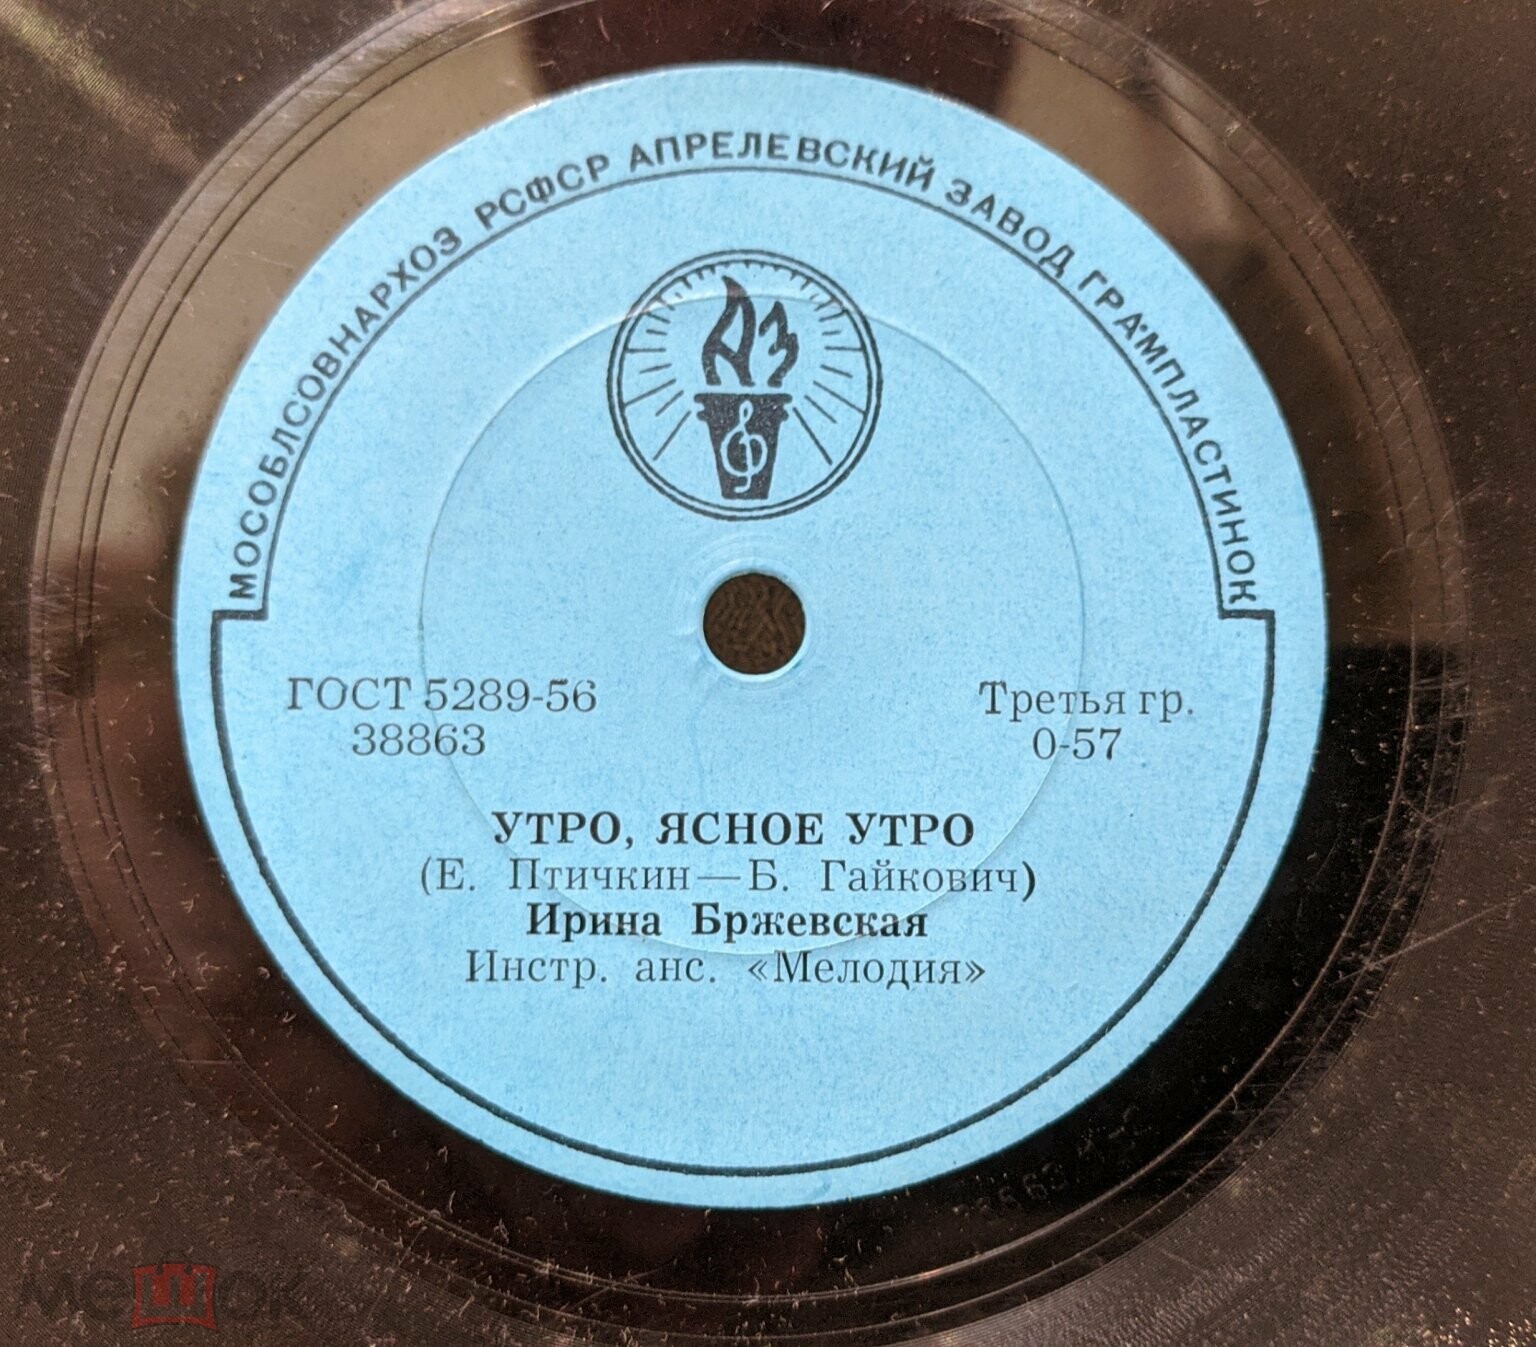 МОСОБЛСОВНАРХОЗ РСФСР АПРЕЛЕВСКИЙ ЗАВОД ГРАМПЛАСТИНОК
АЗ
ГОСТ 5289-56
38863
Третья гр.
0-57
УТРО, ЯСНОЕ УТРО
(Е. Птичкин—Б. Гайкович)
Ирина Бржевская
Инстр. анс. «Мелодия»
мешок